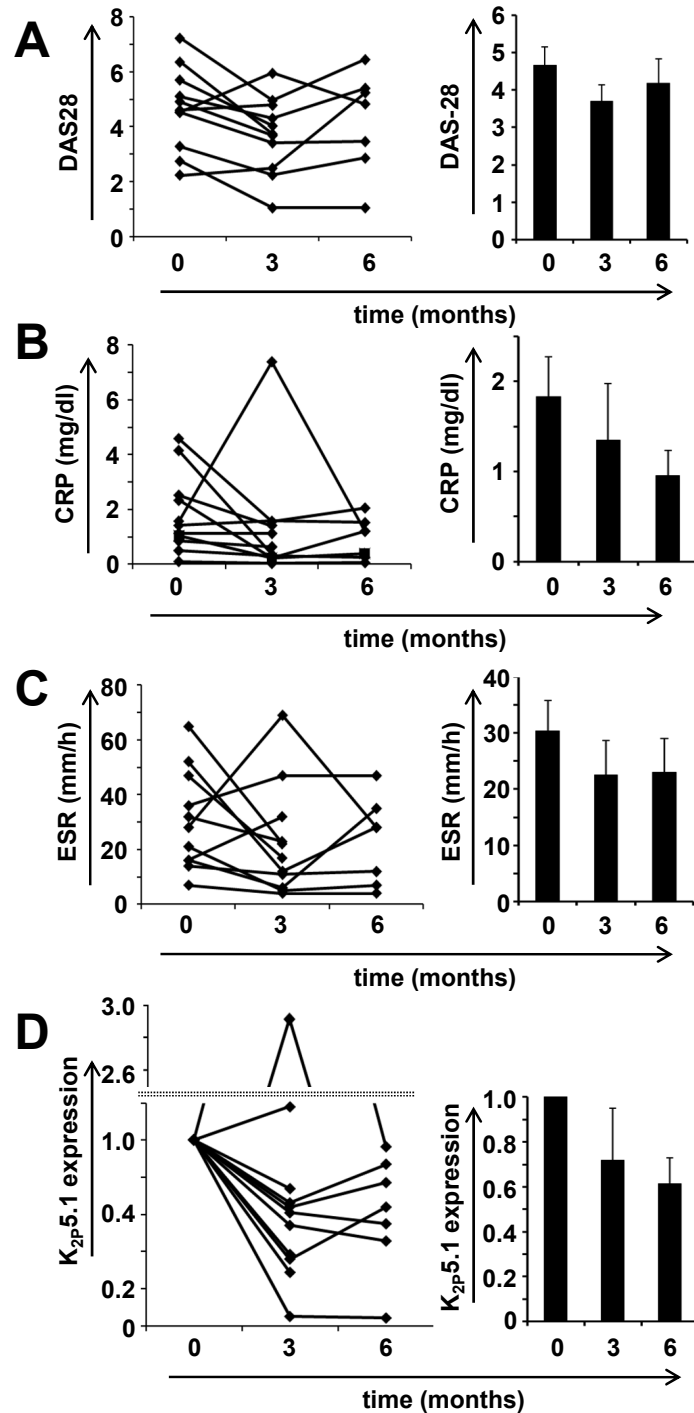 A
DAS28
8
6
4
2
0
0 3 6
DAS-28
6
5
4
3
2
1
0
0 3 6
time (months)
B
CRP (mg/dl)
8
6
4
2
0
0 3 6
CRP (mg/dl)
2
1
0
0 3 6
time (months)
C
ESR (mm/h)
80
60
40
20
0
0 3 6
ESR (mm/h)
40
30
20
10
0
0 3 6
time (months)
D
K2P5.1 expression
3.0
2.6
1.0
0.4
0.2
0
0 3 6
K2P5.1 expression
1.0
0.8
0.6
0.4
0.2
0
0 3 6
time (months)